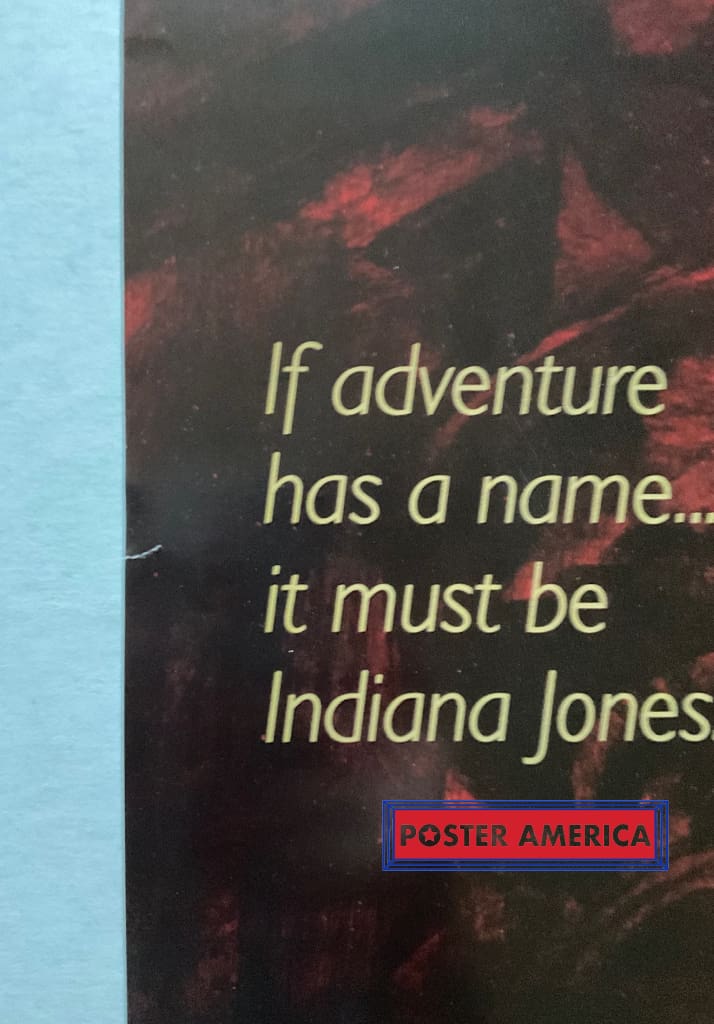 If adventure
has a name...
it must be
Indiana Jones.
POSTER AMERICA